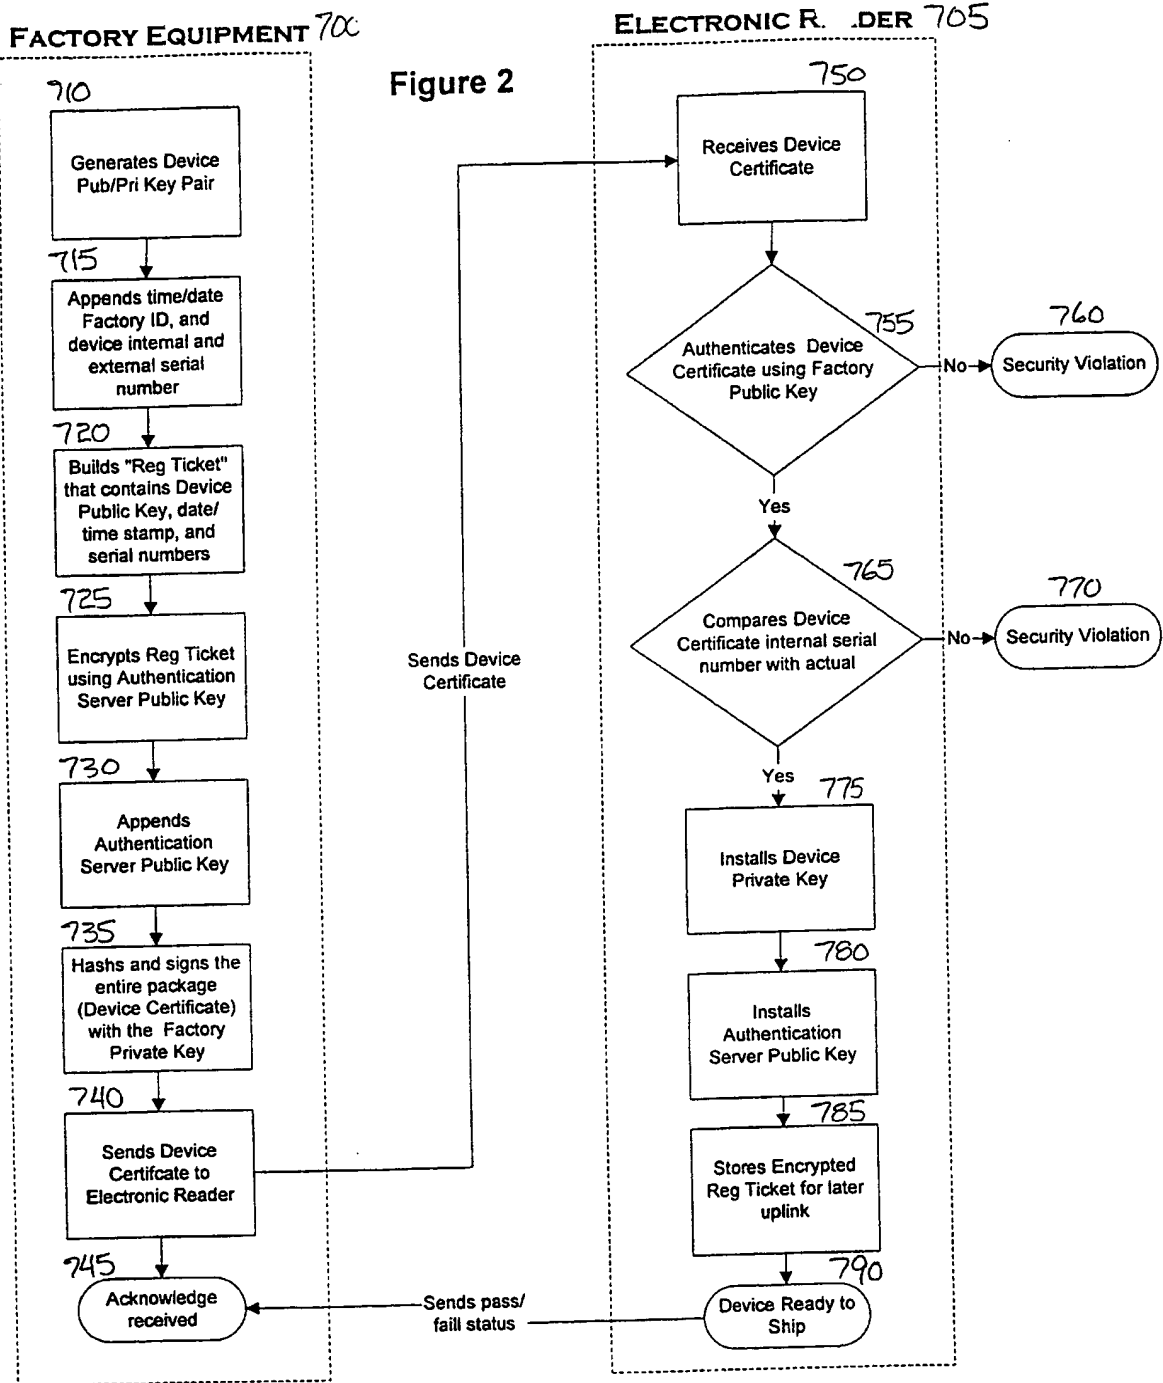 FACTORY EQUIPMENT 700
ELECTRONIC R. .DER 705
Figure 2
710
Generates Device
Pub/Pri Key Pair
715
Appends time/date
Factory ID, and
device internal and
external serial
number
720
Builds "Reg Ticket"
that contains Device
Public Key, date/
time stamp, and
serial numbers
725
Encrypts Reg Ticket
using Authentication
Server Public Key
730
Appends
Authentication
Server Public Key
735
Hashs and signs the
entire package
(Device Certificate)
with the Factory
Private Key
740
Sends Device
Certifcate to
Electronic Reader
745
Acknowledge
received
Sends Device
Certificate
Sends pass/
faill status
750
Receives Device
Certificate
755
Authenticates Device
Certificate using Factory
Public Key
No
760
Security Violation
Yes
765
Compares Device
Certificate internal serial
number with actual
No
770
Security Violation
Yes
775
Installs Device
Private Key
780
Installs
Authentication
Server Public Key
785
Stores Encrypted
Reg Ticket for later
uplink
790
Device Ready to
Ship